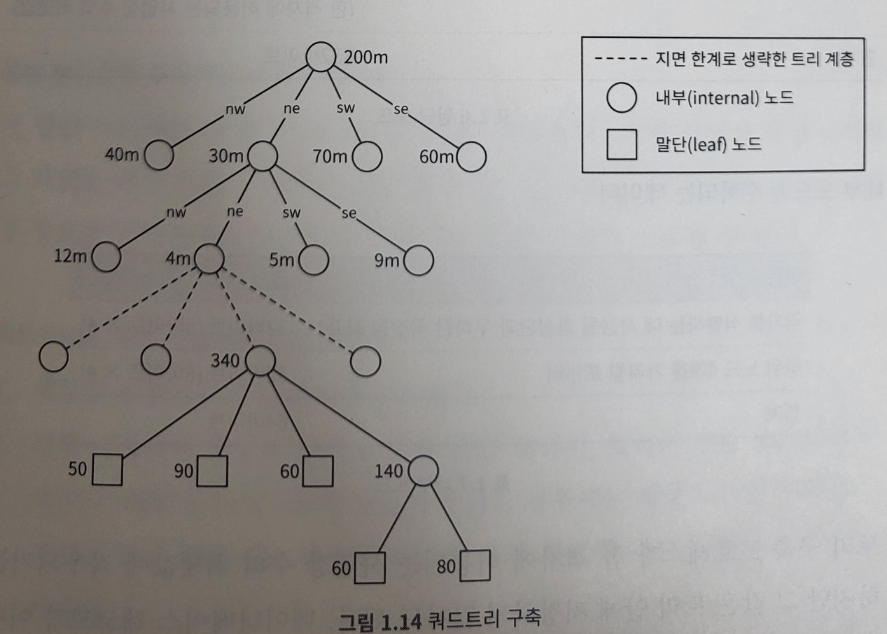 200m
----- 지면 한계로 생략한 트리 계층
내부(internal) 노드
말단(leaf) 노드
nw ne sw se
40m 30m 70m 60m
nw ne sw se
12m 4m 5m 9m
340
50 90 60 140
60 80
그림 1.14 쿼드트리 구축